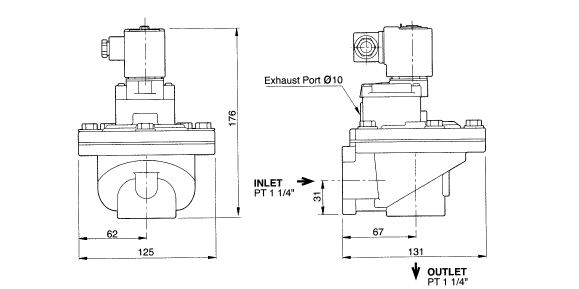 Exhaust Port Ø10
176
INLET
PT 1 1/4"
31
62
125
67
131
OUTLET
PT 1 1/4"